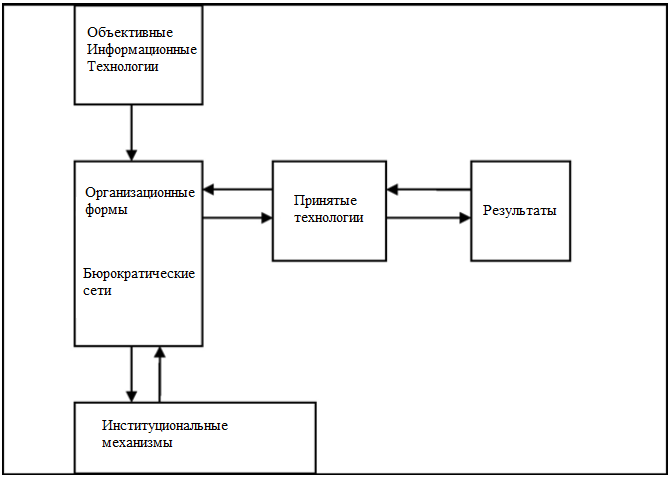 Объективные
Информационные
Технологии
Организационные
формы
Бюрократические
сети
Принятые
технологии
Результаты
Институциональные
механизмы